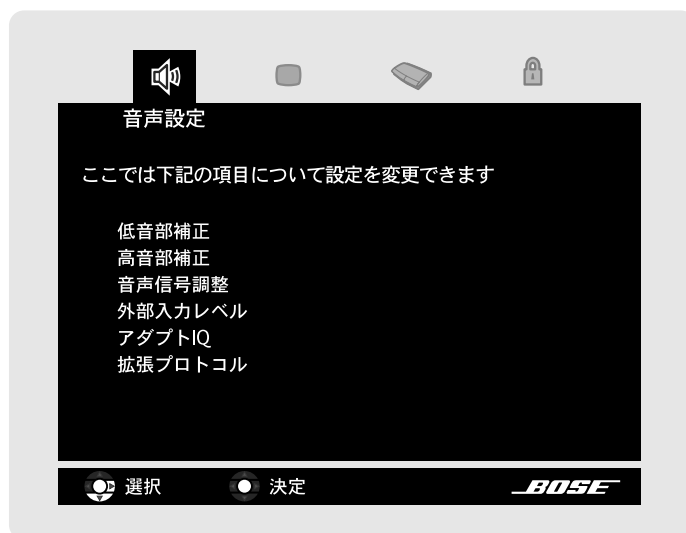 音声設定
ここでは下記の項目について設定を変更できます
低音部補正
高音部補正
音声信号調整
外部入力レベル
アダプトIQ
拡張プロトコル
選択 決定 BOSE